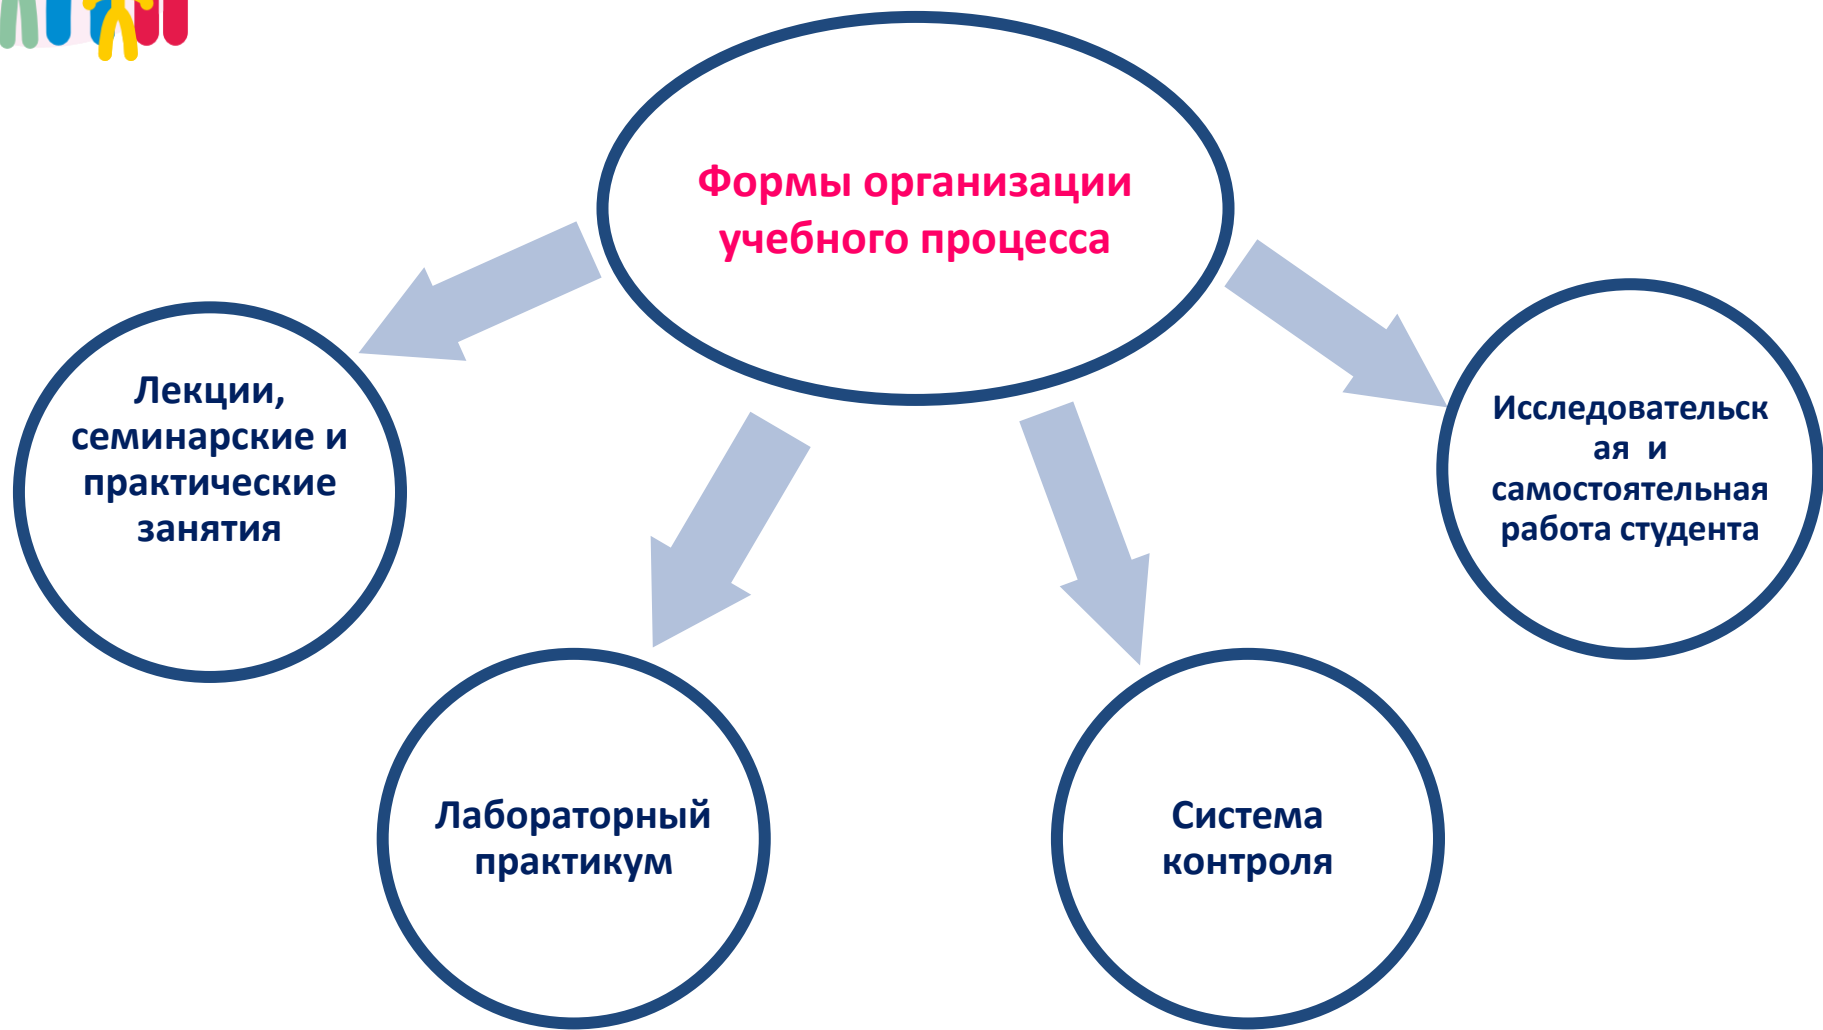 Формы организации
учебного процесса
Лекции,
семинарские и
практические
занятия
Лабораторный
практикум
Система
контроля
Исследовательск
ая и
самостоятельная
работа студента